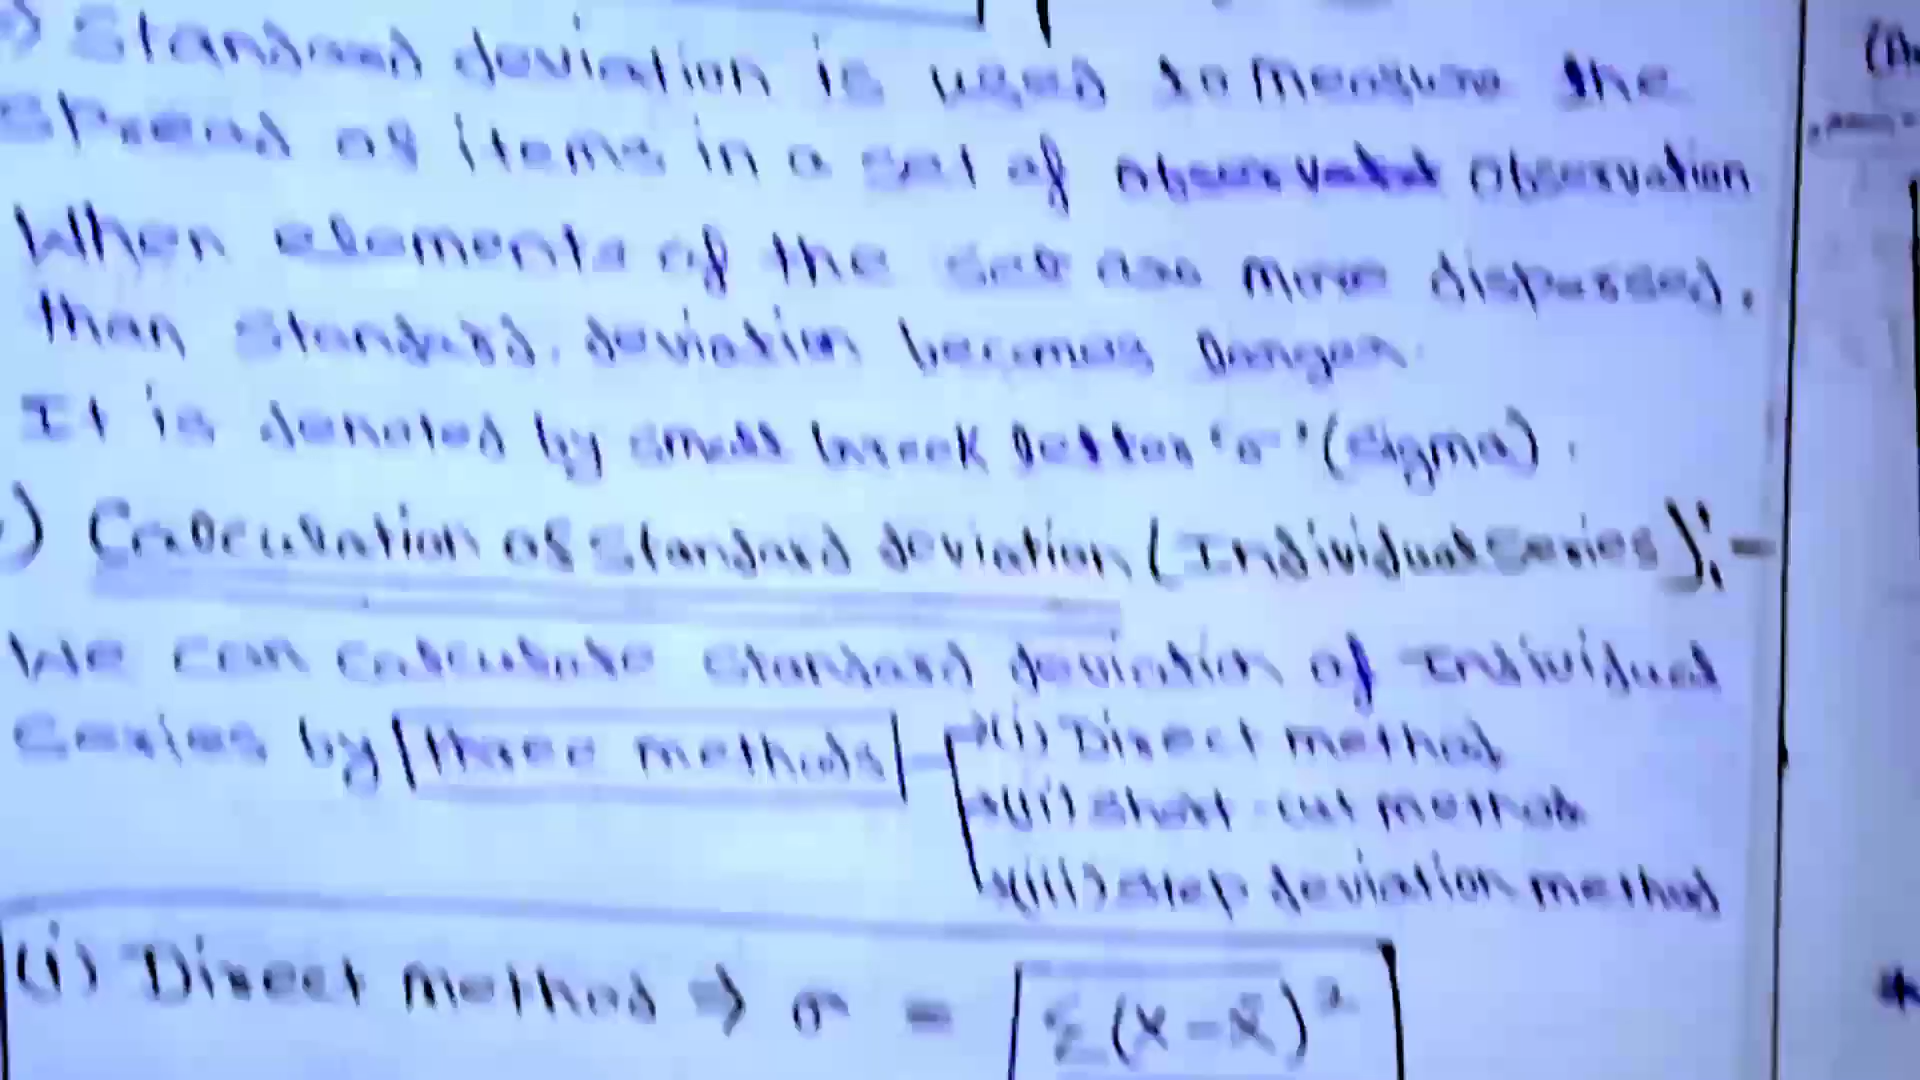 Standard deviation is used to measure the
spread of items in a set of observation
When elements of the set are more dispersed,
than standard deviation becomes
It is denoted by small letter 'σ' (sigma).
) Calculation of standard deviation (Individual series):-
We can calculate standard deviation of Individual
series by three methods
(i) Direct method
(ii) short-cut method
(iii) step deviation method
(i) Direct method ⇒ σ = √Σ(x-x̄)²